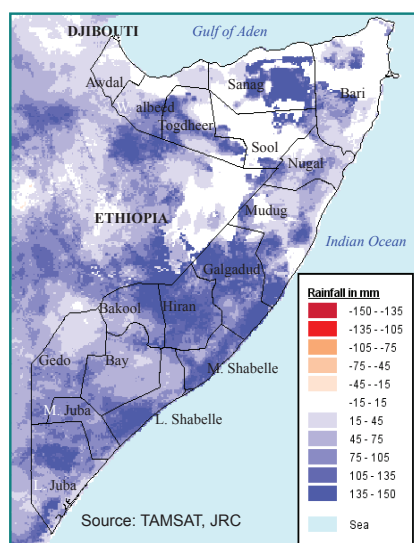 DJIBOUTI
Gulf of Aden
Awdal
Sanag
Bari
W
albeed
Togdheer
Sool
Nugal
ETHIOPIA
Mudug
Indian Ocean
Galgadud
Bakool
Hiran
Gedo
Bay
M. Shabelle
M. Juba
L. Shabelle
L. Juba
Source: TAMSAT, JRC
Rainfall in mm
-150 - -135
-135 - -105
-105 - -75
-75 - -45
-45 - -15
-15 - 15
15 - 45
45 - 75
75 - 105
105 - 135
135 - 150
Sea